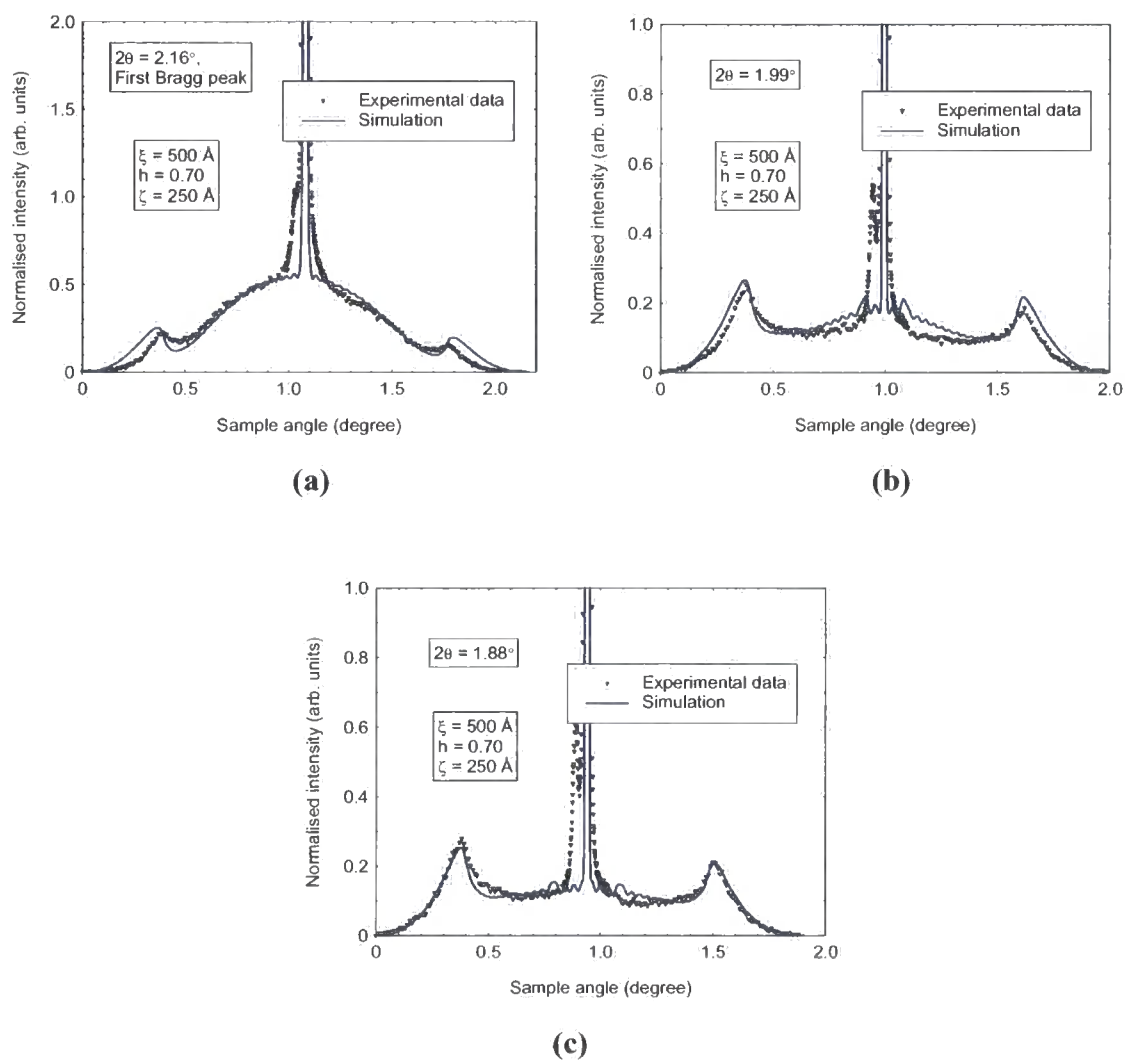 2θ = 2.16°,
First Bragg peak
Experimental data
Simulation
ξ = 500 Å
h = 0.70
ζ = 250 Å
Normalised intensity (arb. units)
2.0
1.5
1.0
0.5
0
0 0.5 1.0 1.5 2.0
Sample angle (degree)
(a)
2θ = 1.99°
Experimental data
Simulation
ξ = 500 Å
h = 0.70
ζ = 250 Å
Normalised intensity (arb. units)
1.0
0.8
0.6
0.4
0.2
0
0 0.5 1.0 1.5 2.0
Sample angle (degree)
(b)
2θ = 1.88°
Experimental data
Simulation
ξ = 500 Å
h = 0.70
ζ = 250 Å
Normalised intensity (arb. units)
1.0
0.8
0.6
0.4
0.2
0
0 0.5 1.0 1.5 2.0
Sample angle (degree)
(c)